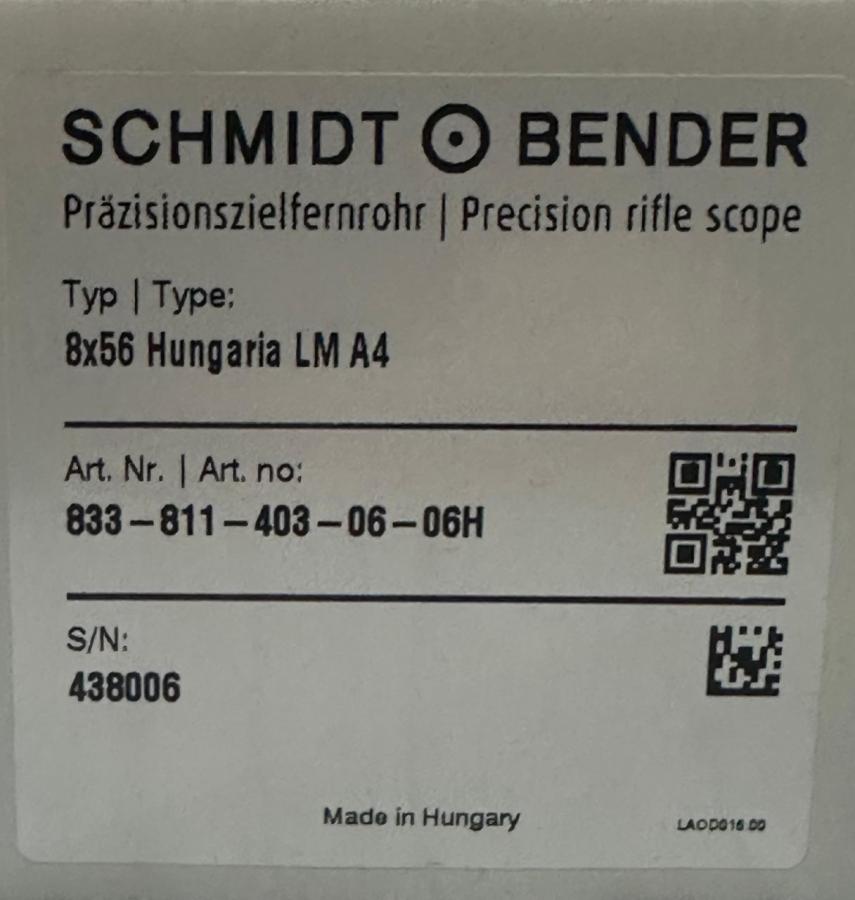 SCHMIDT BENDER
Präzisionszielfernrohr | Precision rifle scope
Typ | Type:
8x56 Hungaria LM A4
Art. Nr. | Art. no:
833-811-403-06-06H
S/N:
438006
Made in Hungary